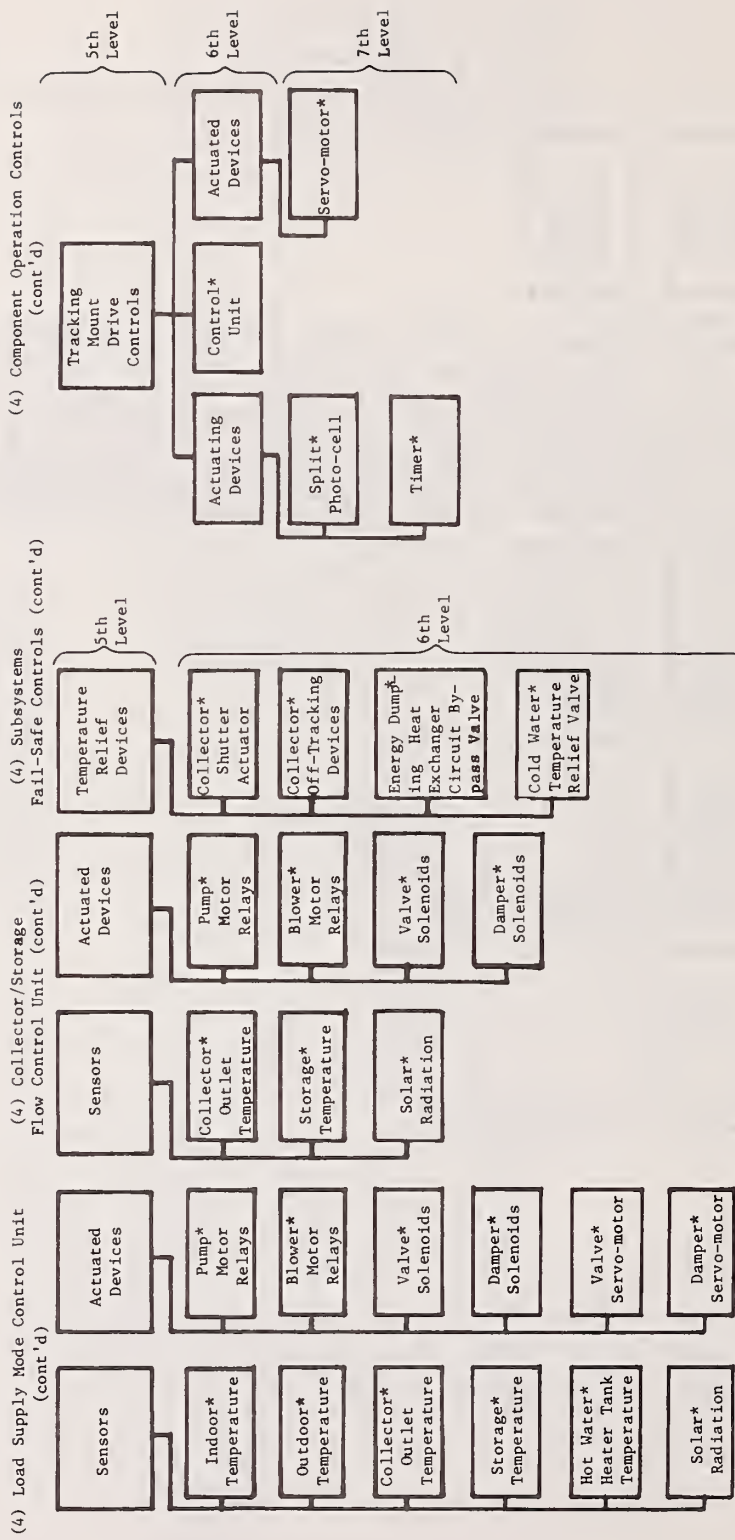 (4) Load Supply Mode Control Unit
(cont'd)
Sensors
Indoor*
Temperature
Outdoor*
Temperature
Collector*
Outlet
Temperature
Storage*
Temperature
Hot Water*
Heater Tank
Temperature
Solar*
Radiation
Actuated
Devices
Pump*
Motor
Relays
Blower*
Motor
Relays
Valve*
Solenoids
Damper*
Solenoids
Valve*
Servo-motor
Damper*
Servo-motor
(4) Collector/Storage
Flow Control Unit (cont'd)
Sensors
Collector*
Outlet
Temperature
Storage*
Temperature
Solar*
Radiation
Actuated
Devices
Pump*
Motor
Relays
Blower*
Motor
Relays
Valve*
Solenoids
Damper*
Solenoids
(4) Subsystems
Fail-Safe Controls (cont'd)
Temperature
Relief
Devices
5th
Level
Collector*
Shutter
Actuator
Collector*
Off-Tracking
Devices
Energy Dump*
ing Heat
Exchanger
Circuit By-
pass Valve
Cold Water*
Temperature
Relief Valve
6th
Level
(4) Component Operation Controls
(cont'd)
Tracking
Mount
Drive
Controls
5th
Level
Actuating
Devices
Control*
Unit
Actuated
Devices
6th
Level
Split*
Photo-cell
Timer*
Servo-motor*
7th
Level